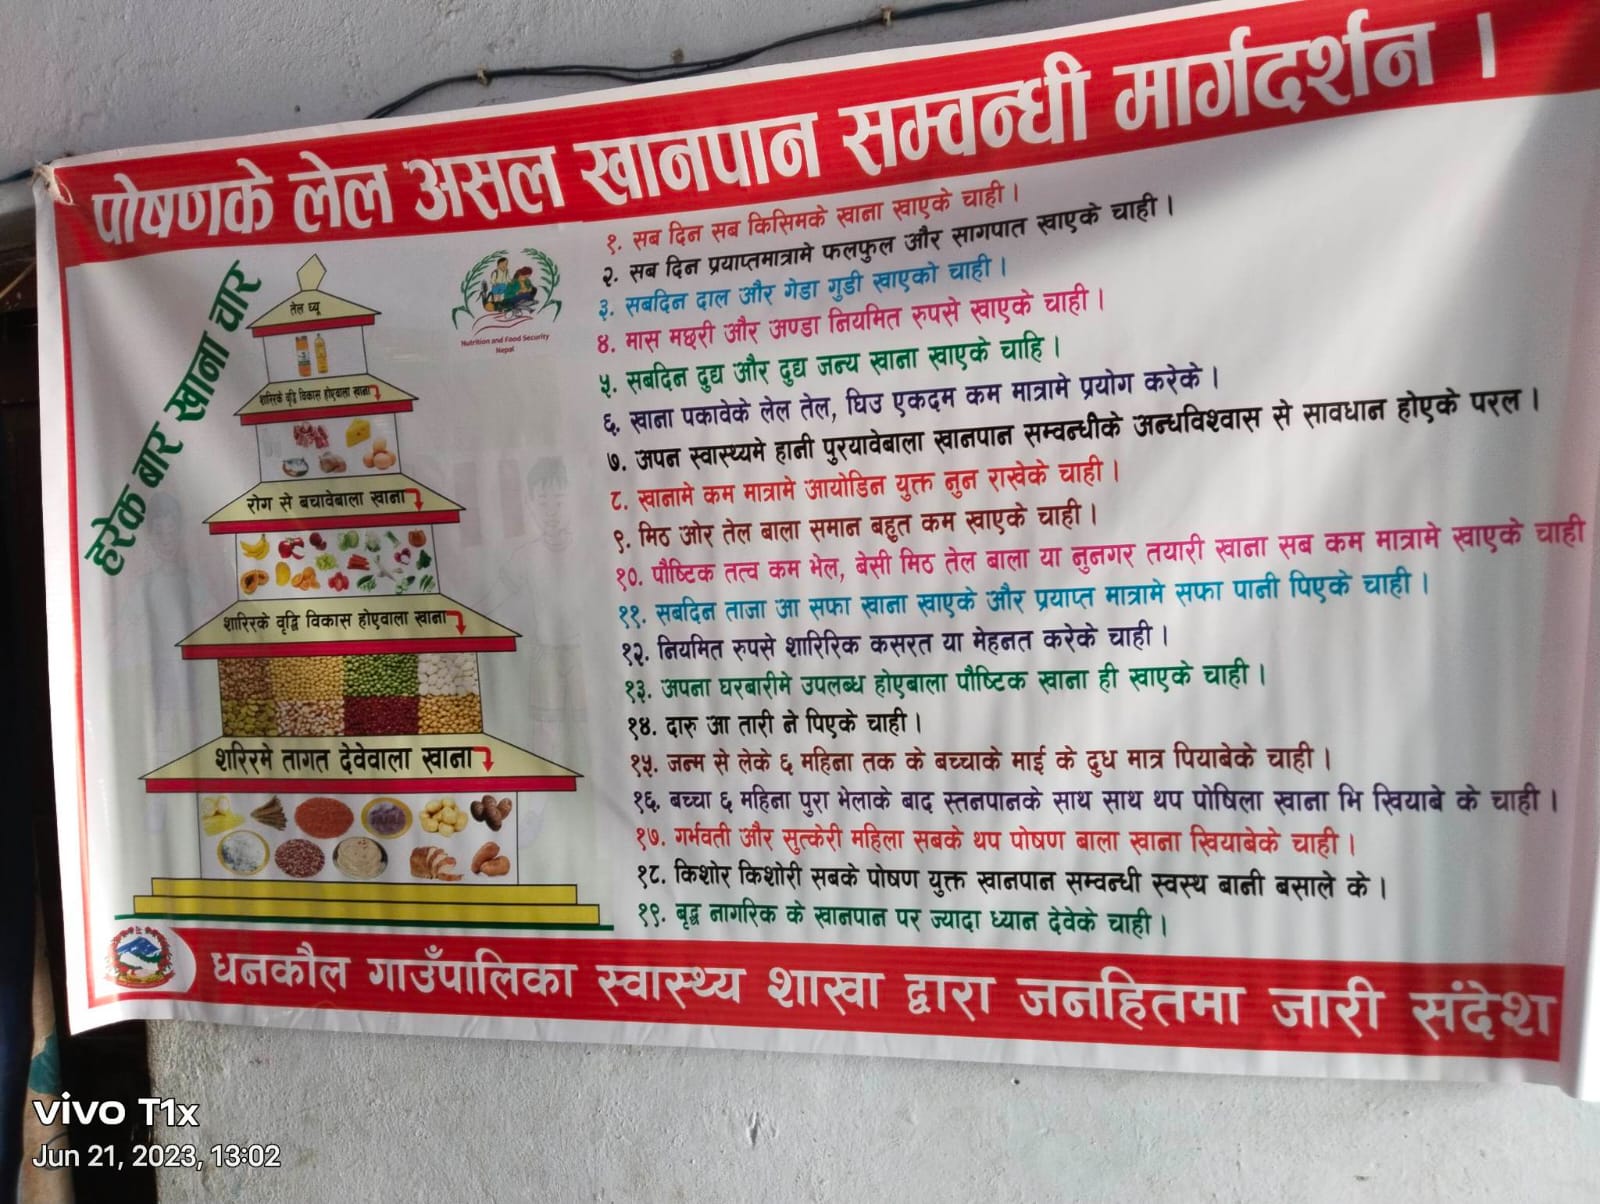 पोषणके लेल असल खानपान सम्वन्धी मार्गदर्शन ।
हरेक बार खाना चार
तेल घ्यू
शारिरके वृद्वि विकास होएवाला खाना
रोग से बचावेबाला खाना
शारिरके वृद्वि विकास होएवाला खाना
शरिरमे तागत देवेवाला खाना
Nutrition and Food Security
Nepal
१. सब दिन सब किसिमके खाना खाएके चाही ।
२. सब दिन प्रयाप्तमात्रामे फलफुल और सागपात खाएके चाही ।
३. सबदिन दाल और गेडा गुडी खाएको चाही ।
४. मास मछरी और अण्डा नियमित रुपसे खाएके चाही ।
५. सबदिन दुध और दुध जन्य खाना खाएके चाहि ।
६. खाना पकावेके लेल तेल, घिउ एकदम कम मात्रामे प्रयोग करेके ।
७. अपन स्वास्थ्यमे हानी पुरयावेबाला खानपान सम्वन्धीके अन्धविश्वास से सावधान होएके परल ।
८. खानामे कम मात्रामे आयोडिन युक्त नुन राखेके चाही ।
९. मिठ ओर तेल बाला समान बहुत कम खाएके चाही ।
१०. पौष्टिक तत्व कम भेल, बेसी मिठ तेल बाला या नुनगर तयारी खाना सब कम मात्रामे खाएके चाही
११. सबदिन ताजा आ सफा खाना खाएके और प्रयाप्त मात्रामे सफा पानी पिएके चाही ।
१२. नियमित रुपसे शारिरिक कसरत या मेहनत करेके चाही ।
१३. अपना घरबारीमे उपलब्ध होएबाला पौष्टिक खाना ही खाएके चाही ।
१४. दारु आ तारी ने पिएके चाही ।
१५. जन्म से लेके ६ महिना तक के बच्चाके माई के दुध मात्र पियाबेके चाही ।
१६. बच्चा ६ महिना पुरा भेलाके बाद स्तनपानके साथ साथ थप पोषिला खाना भि खियाबे के चाही ।
१७. गर्भवती और सुत्केरी महिला सबके थप पोषण बाला खाना खियाबेके चाही ।
१८. किशोर किशोरी सबके पोषण युक्त खानपान सम्वन्धी स्वस्थ बानी बसाले के ।
१९. बृद्ध नागरिक के खानपान पर ज्यादा ध्यान देवेके चाही ।
धनकौल गाउँपालिका स्वास्थ्य शाखा द्वारा जनहितमा जारी संदेश
vivo T1x
Jun 21, 2023, 13:02